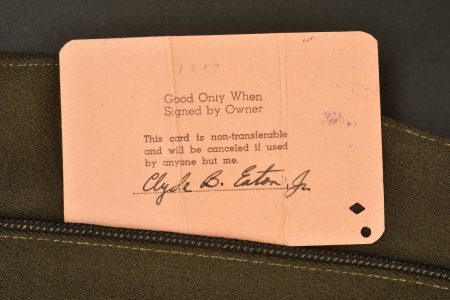 Good Only When
Signed by Owner
This card is non-transferable
and will be canceled if used
by anyone but me.
Clyde B. Eaton, Jr